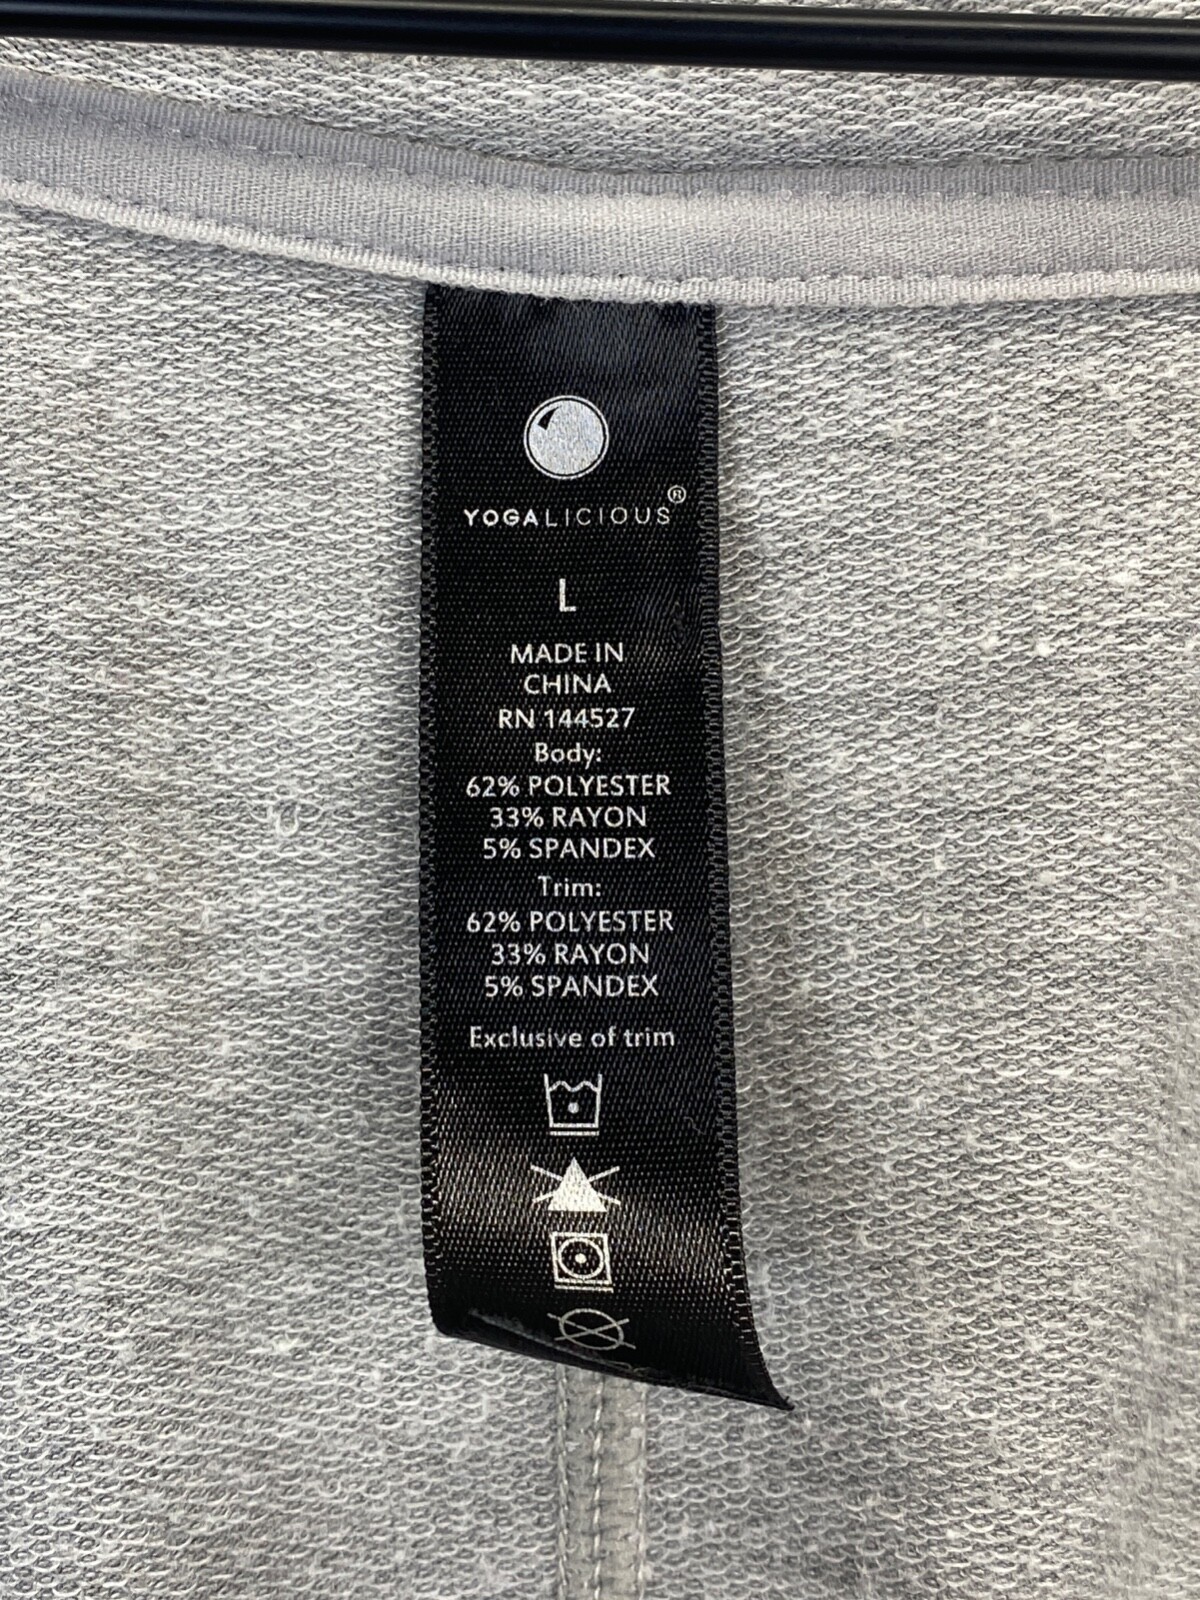 YOGALICIOUS®
L
MADE IN
CHINA
RN 144527
Body:
62% POLYESTER
33% RAYON
5% SPANDEX
Trim:
62% POLYESTER
33% RAYON
5% SPANDEX
Exclusive of trim